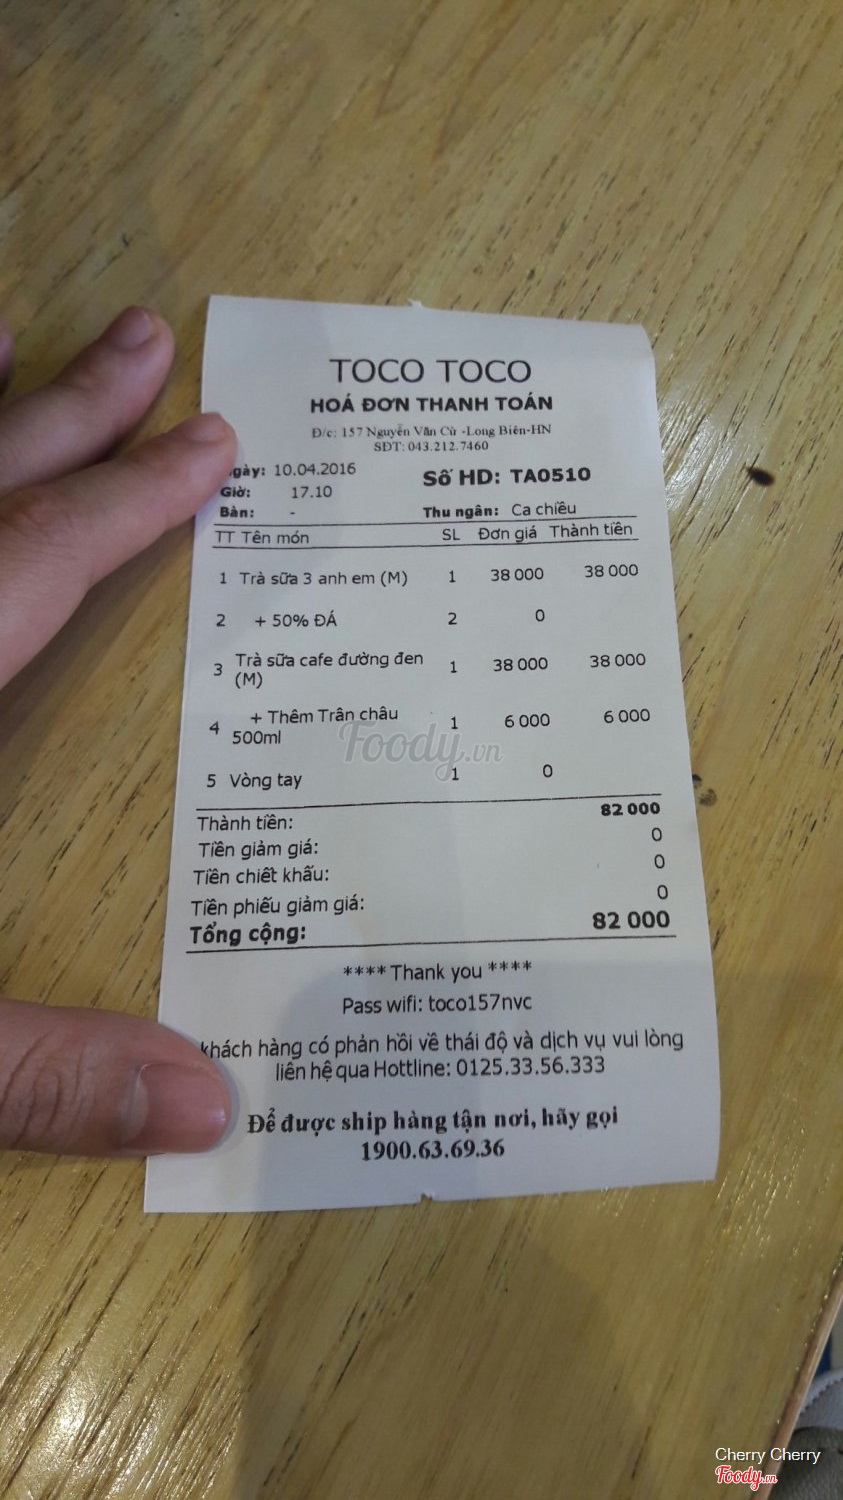 TOCO TOCO
HOÁ ĐƠN THANH TOÁN
Đ/c: 157 Nguyễn Văn Cừ -Long Biên-HN
SĐT: 043.212.7460
gày: 10.04.2016 Số HD: TA0510
Giờ: 17.10
Bàn: - Thu ngân: Ca chiều
TT Tên món SL Đơn giá Thành tiền
1 Trà sữa 3 anh em (M) 1 38 000 38 000
2 + 50% ĐÁ 2 0
3 Trà sữa cafe đường đen 1 38 000 38 000
(M)
4 + Thêm Trân châu 1 6 000 6 000
500ml
Foody.vn
5 Vòng tay 1 0
Thành tiền: 82 000
Tiền giảm giá: 0
Tiền chiết khấu: 0
Tiền phiếu giảm giá: 0
Tổng cộng: 82 000
**** Thank you ****
Pass wifi: toco157nvc
khách hàng có phản hồi về thái độ và dịch vụ vui lòng
liên hệ qua Hottline: 0125.33.56.333
Để được ship hàng tận nơi, hãy gọi
1900.63.69.36
Cherry Cherry
Foody.vn